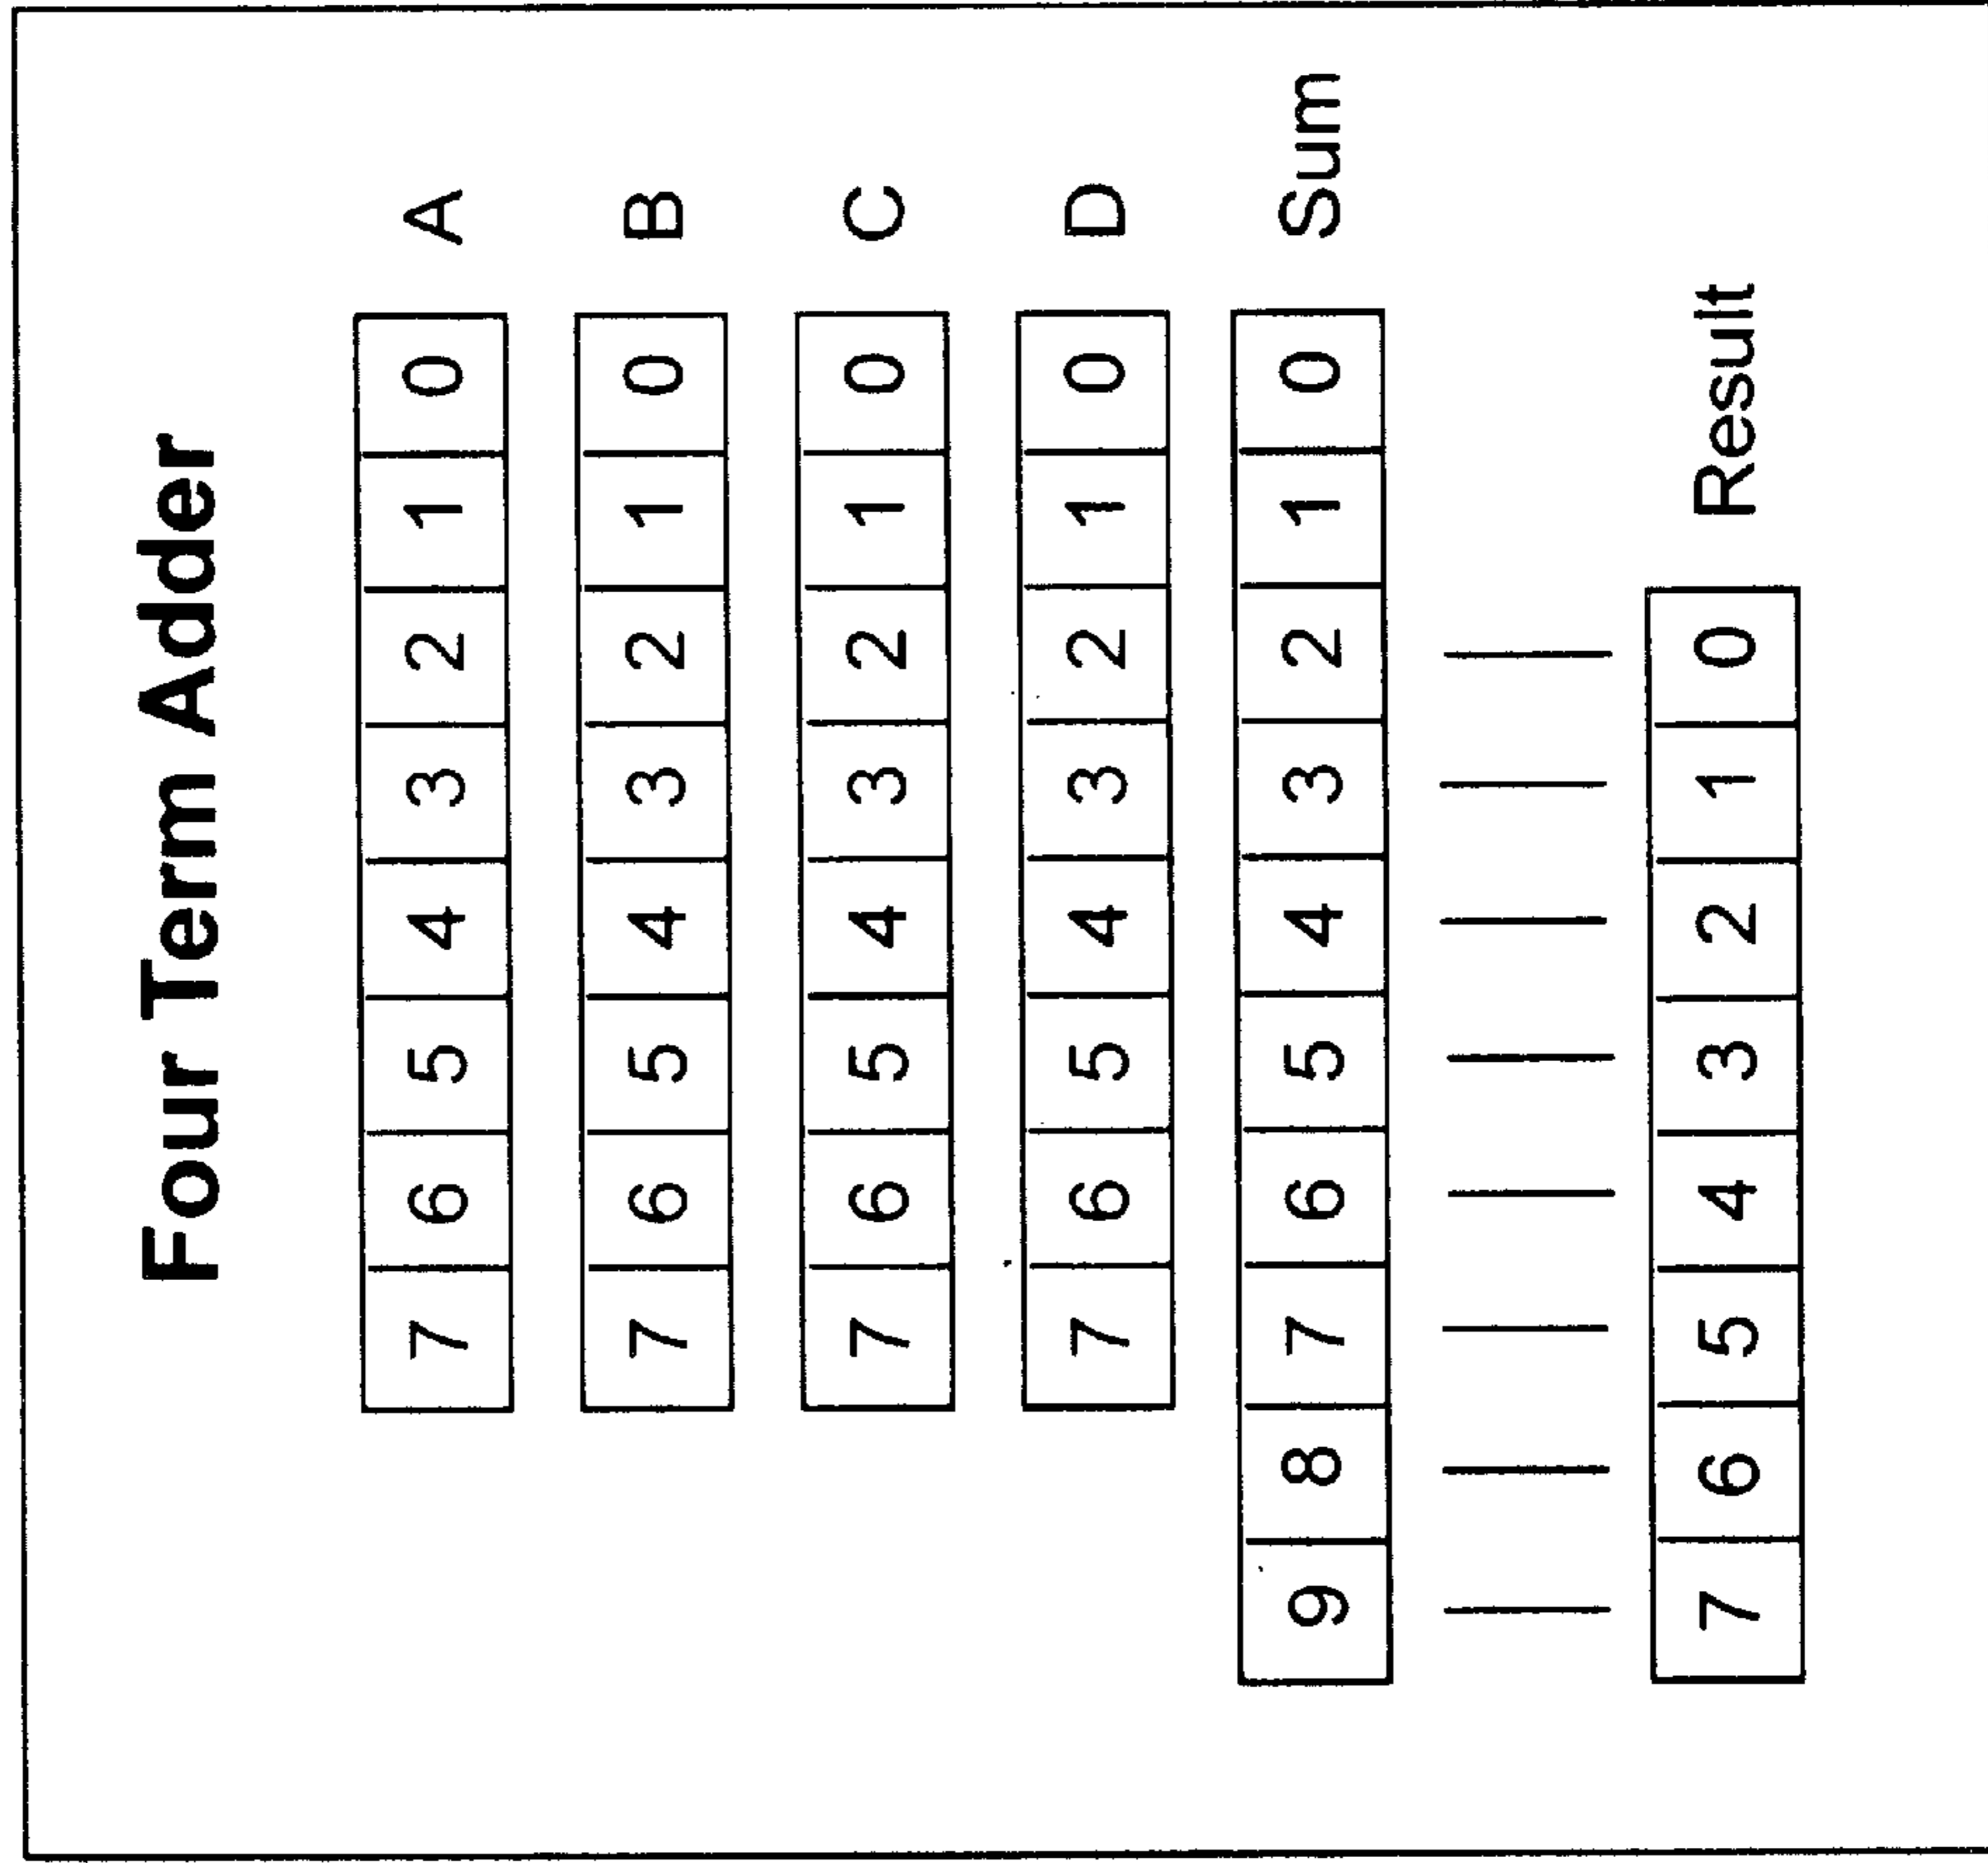 Four Term Adder
7 6 5 4 3 2 1 0 A
7 6 5 4 3 2 1 0 B
7 6 5 4 3 2 1 0 C
7 6 5 4 3 2 1 0 D
9 8 7 6 5 4 3 2 1 0 Sum
7 6 5 4 3 2 1 0 Result